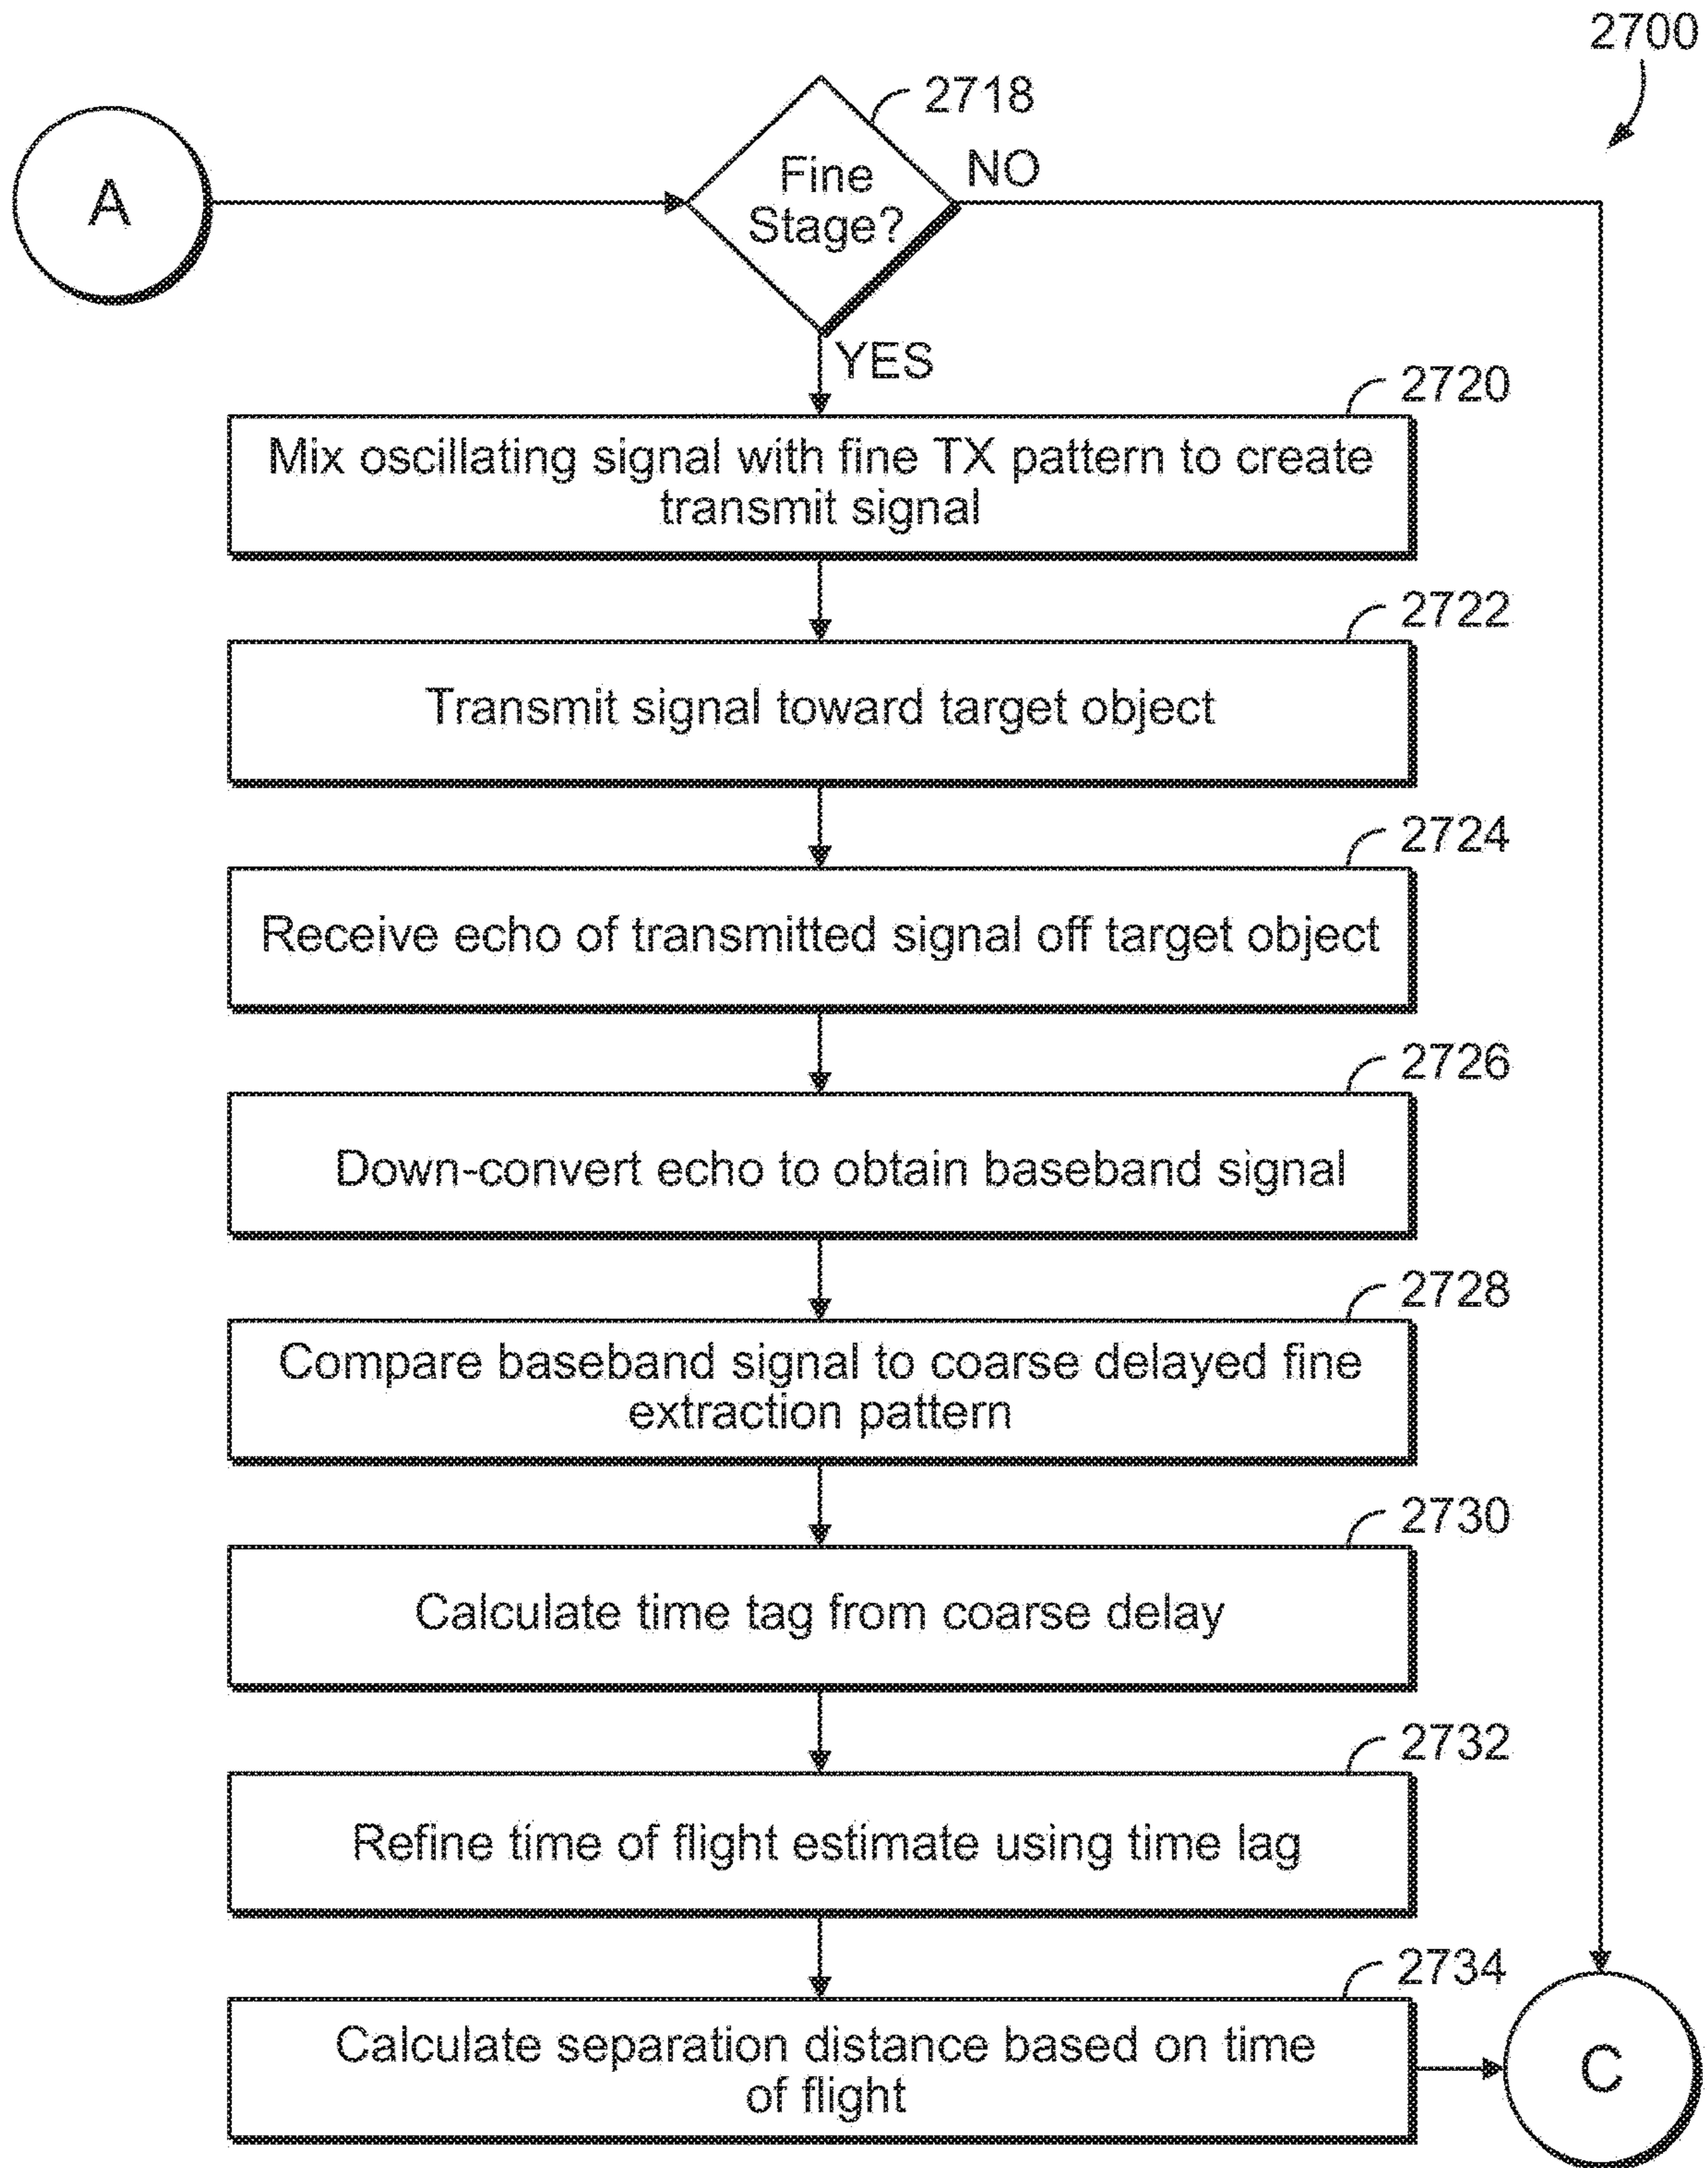 2700
2718
A
Fine
Stage?
NO
YES
2720
Mix oscillating signal with fine TX pattern to create
transmit signal
2722
Transmit signal toward target object
2724
Receive echo of transmitted signal off target object
2726
Down-convert echo to obtain baseband signal
2728
Compare baseband signal to coarse delayed fine
extraction pattern
2730
Calculate time tag from coarse delay
2732
Refine time of flight estimate using time lag
2734
Calculate separation distance based on time
of flight
C